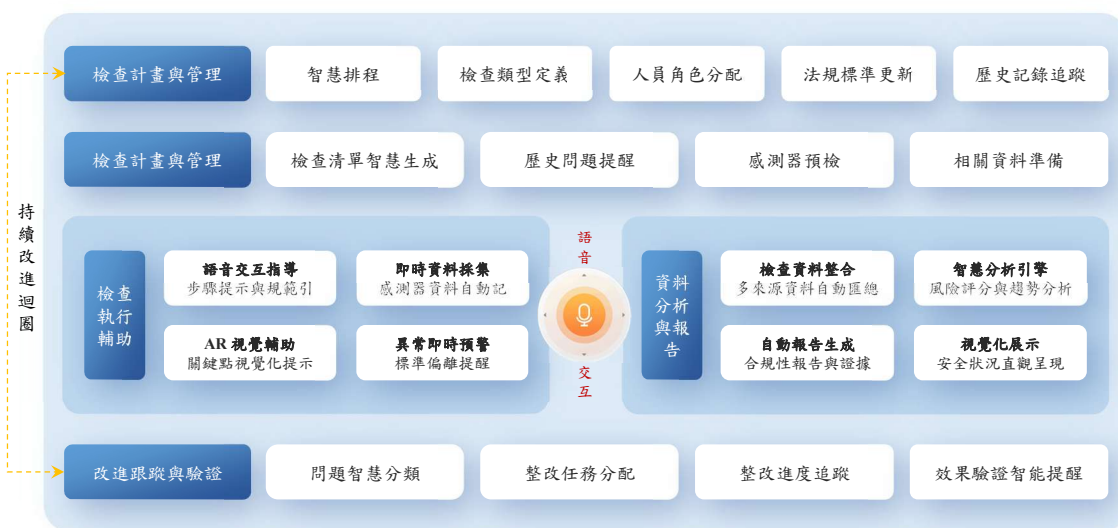 檢查計畫與管理
智慧排程
檢查類型定義
人員角色分配
法規標準更新
歷史記錄追蹤
檢查計畫與管理
檢查清單智慧生成
歷史問題提醒
感測器預檢
相關資料準備
持續改進迴圈
檢查
執行
輔助
語音交互指導
步驟提示與規範引
即時資料採集
感測器資料自動記
AR 視覺輔助
關鍵點視覺化提示
異常即時預警
標準偏離提醒
語音
交互
資料
分析
與報
告
檢查資料整合
多來源資料自動匯總
智慧分析引擎
風險評分與趨勢分析
自動報告生成
合規性報告與證據
視覺化展示
安全狀況直觀呈現
改進跟蹤與驗證
問題智慧分類
整改任務分配
整改進度追蹤
效果驗證智能提醒